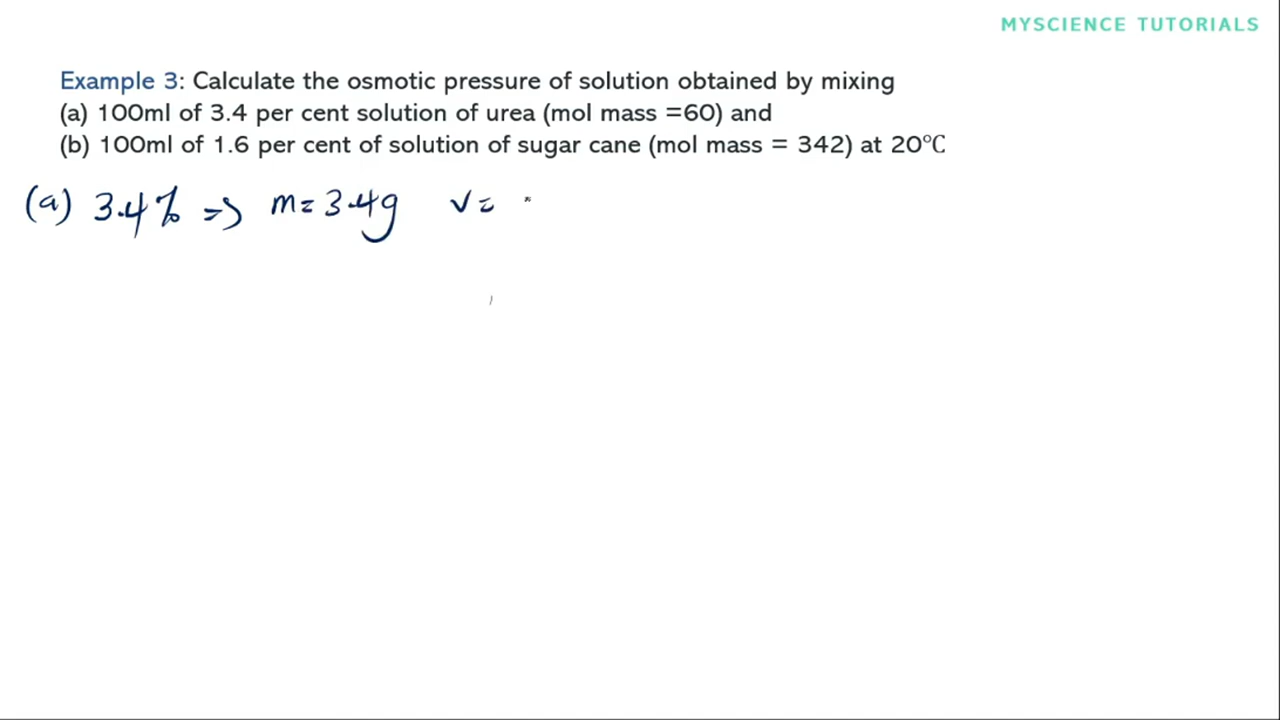 MYSCIENCE TUTORIALS
Example 3: Calculate the osmotic pressure of solution obtained by mixing
(a) 100ml of 3.4 per cent solution of urea (mol mass =60) and
(b) 100ml of 1.6 per cent of solution of sugar cane (mol mass = 342) at 20°C
(a) 3.4% => m = 3.4g v =